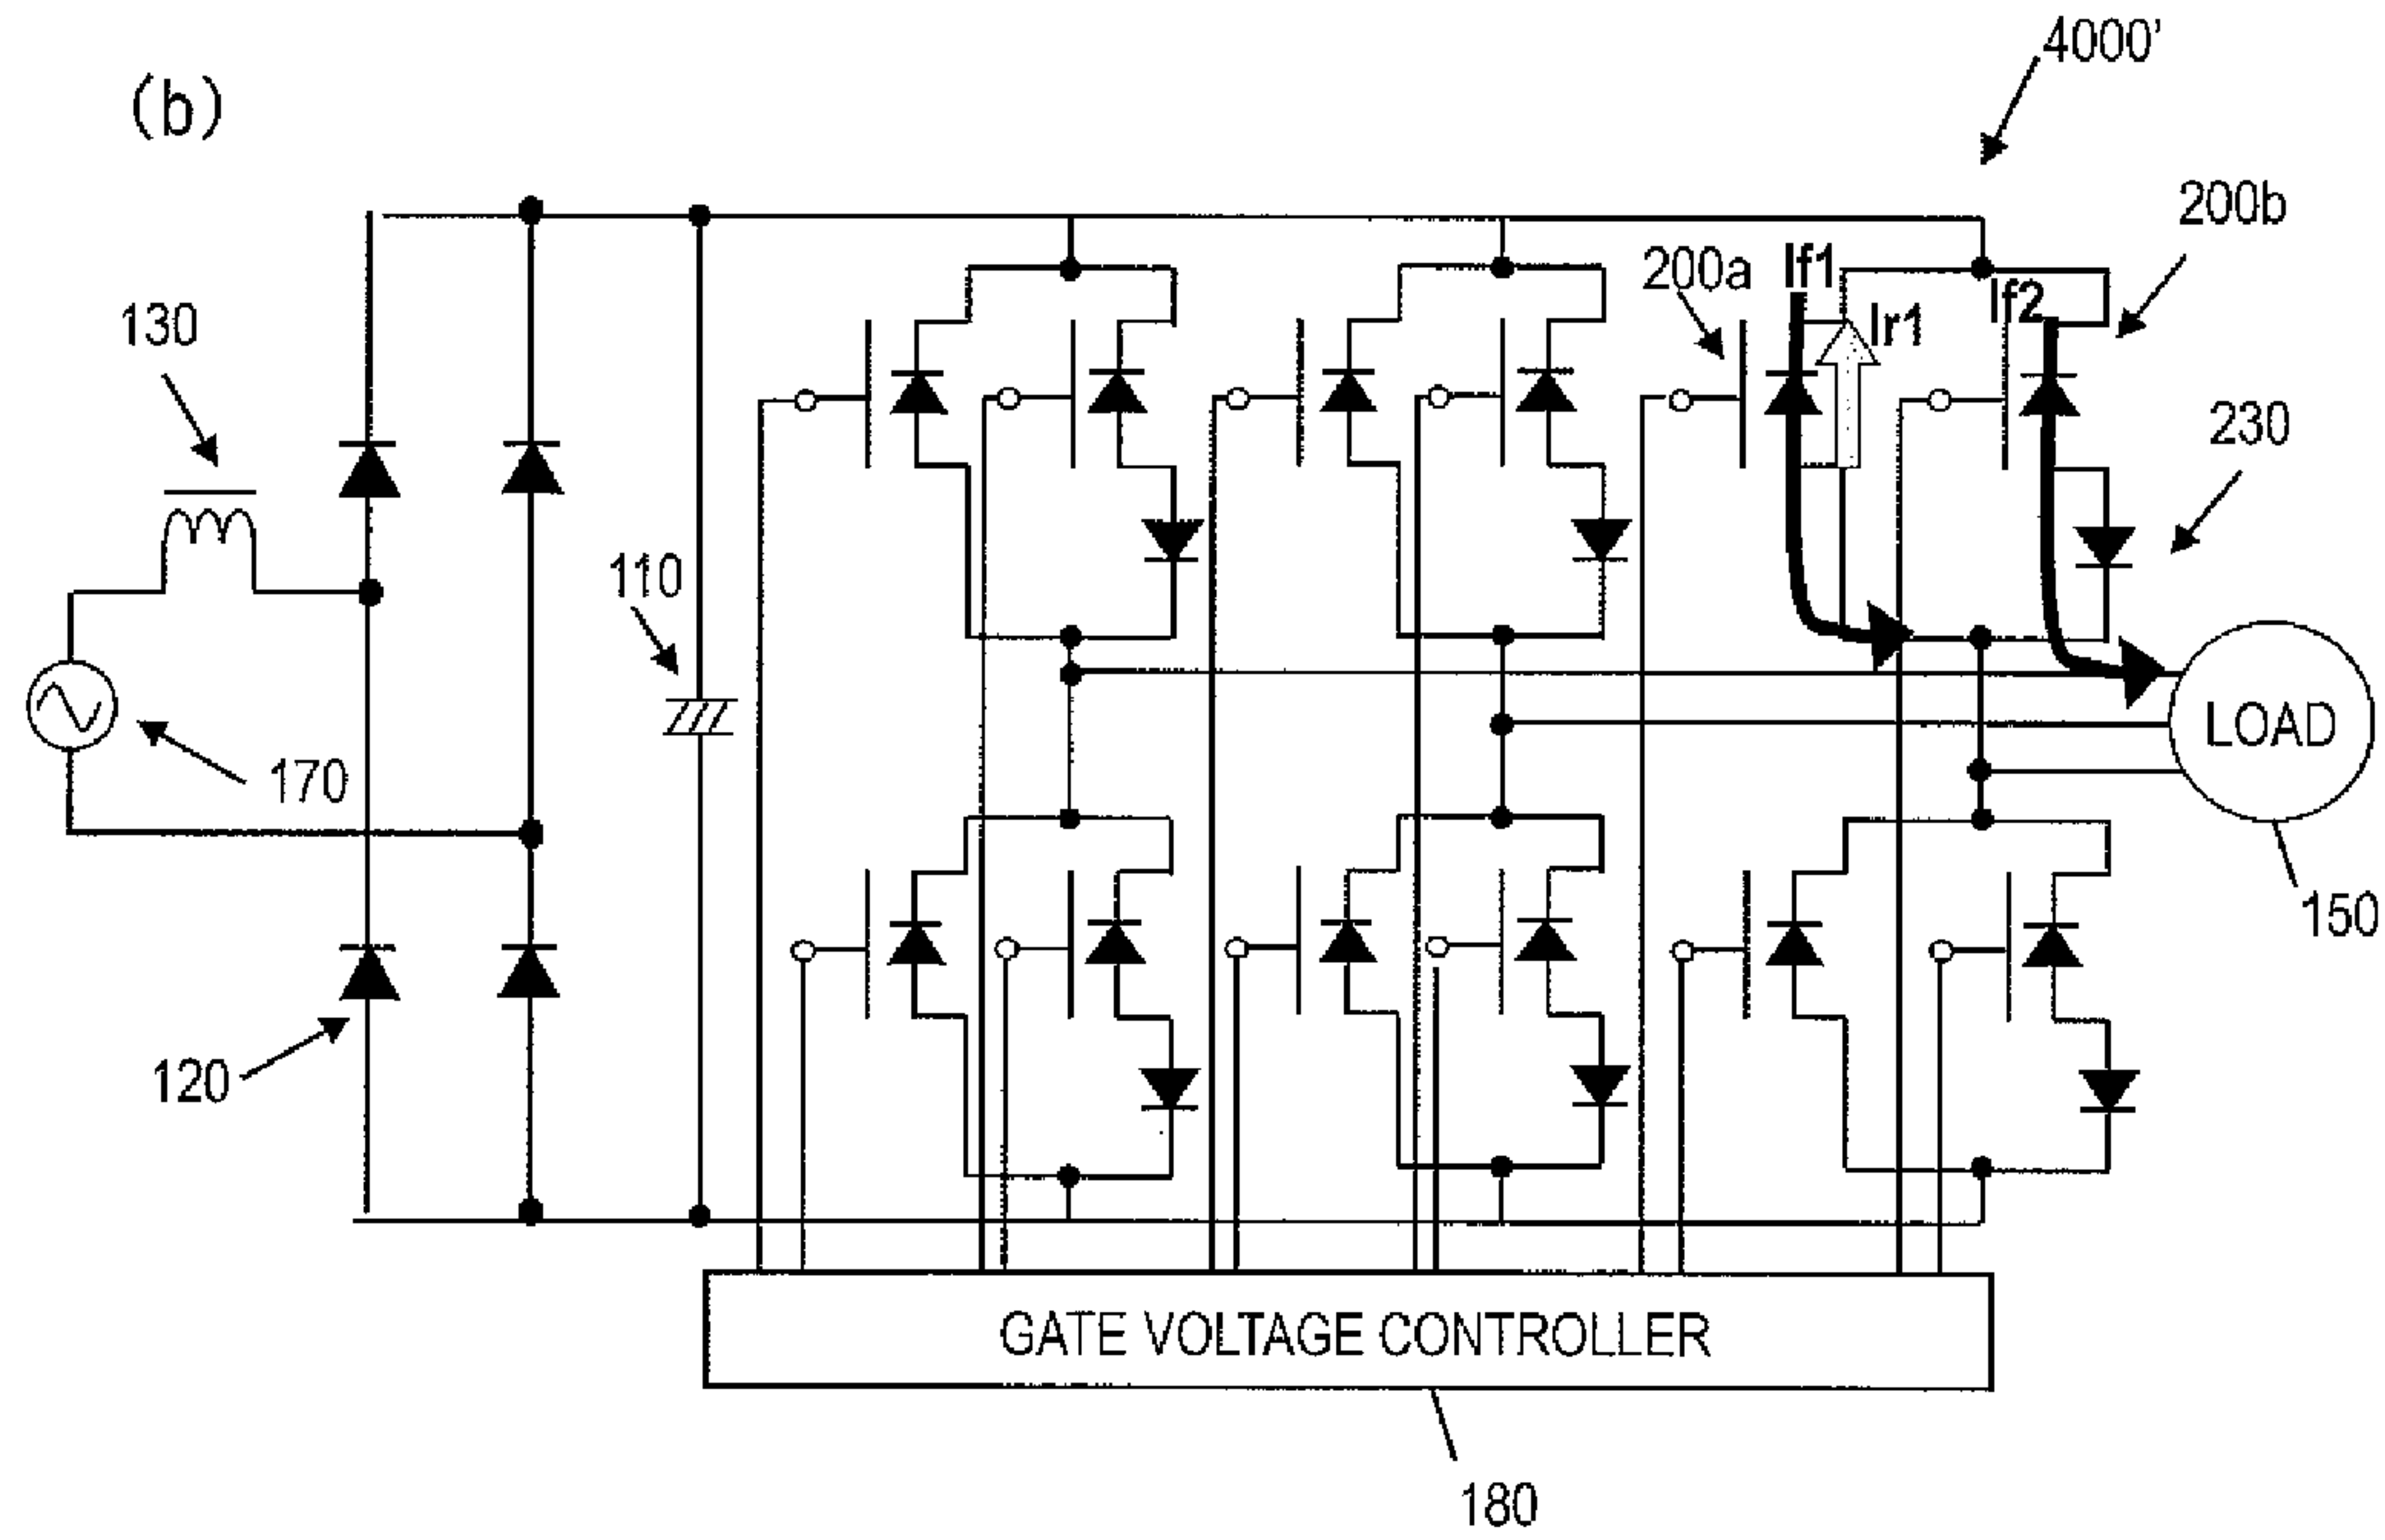 4000'
(b)
200b
200a
If1
If2
Ir1
130
230
110
170
LOAD
150
120
GATE VOLTAGE CONTROLLER
180